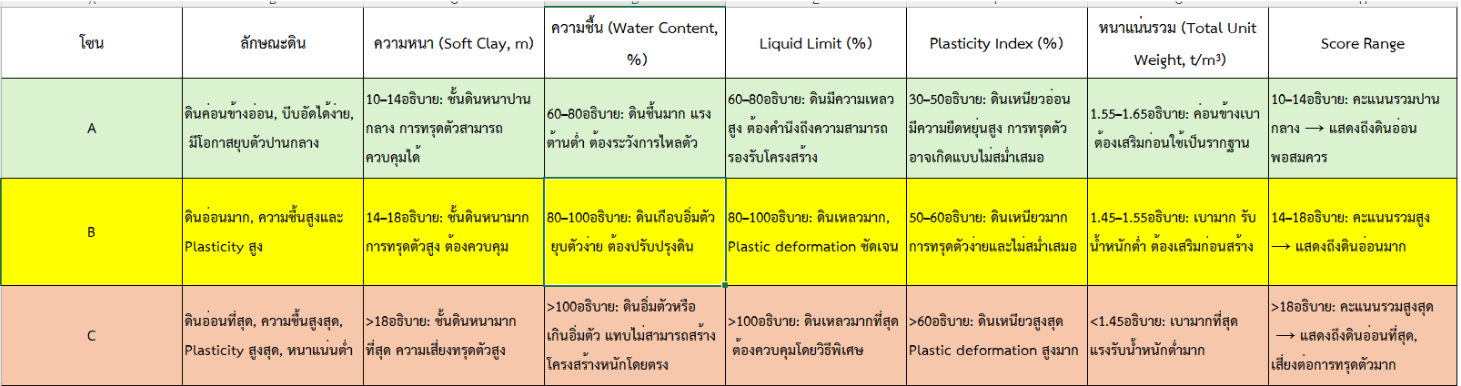 โซน
ลักษณะดิน
ความหนา (Soft Clay, m)
ความชื้น (Water Content,
%)
Liquid Limit (%)
Plasticity Index (%)
หนาแน่นรวม (Total Unit
Weight, t/m³)
Score Range
A
ดินค่อนข้างอ่อน, บีบอัดได้ง่าย,
มีโอกาสยุบตัวปานกลาง
10–14อธิบาย: ชั้นดินหนาปาน
กลาง การทรุดตัวสามารถ
ควบคุมได้
60–80อธิบาย: ดินชื้นมาก แรง
ต้านต่ำ ต้องระวังการไหลตัว
60–80อธิบาย: ดินมีความเหลว
สูง ต้องคำนึงถึงความสามารถ
รองรับโครงสร้าง
30–50อธิบาย: ดินเหนียวอ่อน
มีความยืดหยุ่นสูง การทรุดตัว
อาจเกิดแบบไม่สม่ำเสมอ
1.55–1.65อธิบาย: ค่อนข้างเบา
ต้องเสริมก่อนใช้เป็นรากฐาน
10–14อธิบาย: คะแนนรวมปาน
กลาง → แสดงถึงดินอ่อน
พอสมควร
B
ดินอ่อนมาก, ความชื้นสูงและ
Plasticity สูง
14–18อธิบาย: ชั้นดินหนามาก
การทรุดตัวสูง ต้องควบคุม
80–100อธิบาย: ดินเกือบอิ่มตัว
ยุบตัวง่าย ต้องปรับปรุงดิน
80–100อธิบาย: ดินเหลวมาก,
Plastic deformation ชัดเจน
50–60อธิบาย: ดินเหนียวมาก
การทรุดตัวง่ายและไม่สม่ำเสมอ
1.45–1.55อธิบาย: เบามาก รับ
น้ำหนักต่ำ ต้องเสริมก่อนสร้าง
14–18อธิบาย: คะแนนรวมสูง
→ แสดงถึงดินอ่อนมาก
C
ดินอ่อนที่สุด, ความชื้นสูงสุด,
Plasticity สูงสุด, หนาแน่นต่ำ
>18อธิบาย: ชั้นดินหนามาก
ที่สุด ความเสี่ยงทรุดตัวสูง
>100อธิบาย: ดินอิ่มตัวหรือ
เกินอิ่มตัว แทบไม่สามารถสร้าง
โครงสร้างหนักโดยตรง
>100อธิบาย: ดินเหลวมากที่สุด
ต้องควบคุมโดยวิธีพิเศษ
>60อธิบาย: ดินเหนียวสูงสุด
Plastic deformation สูงมาก
<1.45อธิบาย: เบามากที่สุด
แรงรับน้ำหนักต่ำมาก
>18อธิบาย: คะแนนรวมสูงสุด
→ แสดงถึงดินอ่อนที่สุด,
เสี่ยงต่อการทรุดตัวมาก